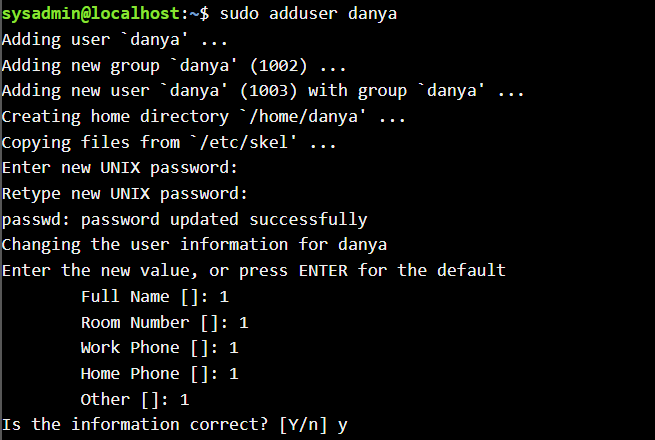 sysadmin@localhost:~$ sudo adduser danya
Adding user `danya' ...
Adding new group `danya' (1002) ...
Adding new user `danya' (1003) with group `danya' ...
Creating home directory `/home/danya' ...
Copying files from `/etc/skel' ...
Enter new UNIX password:
Retype new UNIX password:
passwd: password updated successfully
Changing the user information for danya
Enter the new value, or press ENTER for the default
        Full Name []: 1
        Room Number []: 1
        Work Phone []: 1
        Home Phone []: 1
        Other []: 1
Is the information correct? [Y/n] y